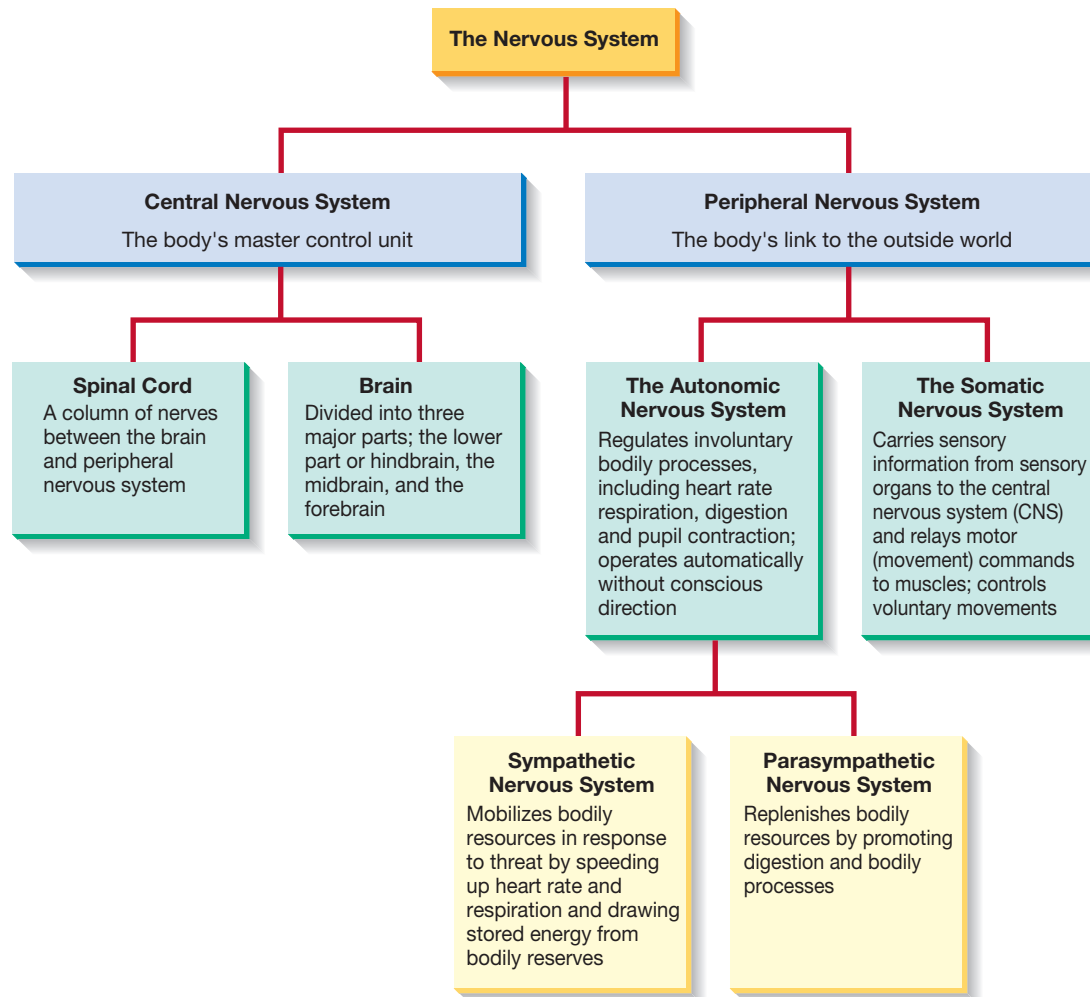 The Nervous System
Central Nervous System
The body's master control unit
Peripheral Nervous System
The body's link to the outside world
Spinal Cord
A column of nerves
between the brain
and peripheral
nervous system
Brain
Divided into three
major parts; the lower
part or hindbrain, the
midbrain, and the
forebrain
The Autonomic
Nervous System
Regulates involuntary
bodily processes,
including heart rate
respiration, digestion
and pupil contraction;
operates automatically
without conscious
direction
The Somatic
Nervous System
Carries sensory
information from sensory
organs to the central
nervous system (CNS)
and relays motor
(movement) commands
to muscles; controls
voluntary movements
Sympathetic
Nervous System
Mobilizes bodily
resources in response
to threat by speeding
up heart rate and
respiration and drawing
stored energy from
bodily reserves
Parasympathetic
Nervous System
Replenishes bodily
resources by promoting
digestion and bodily
processes